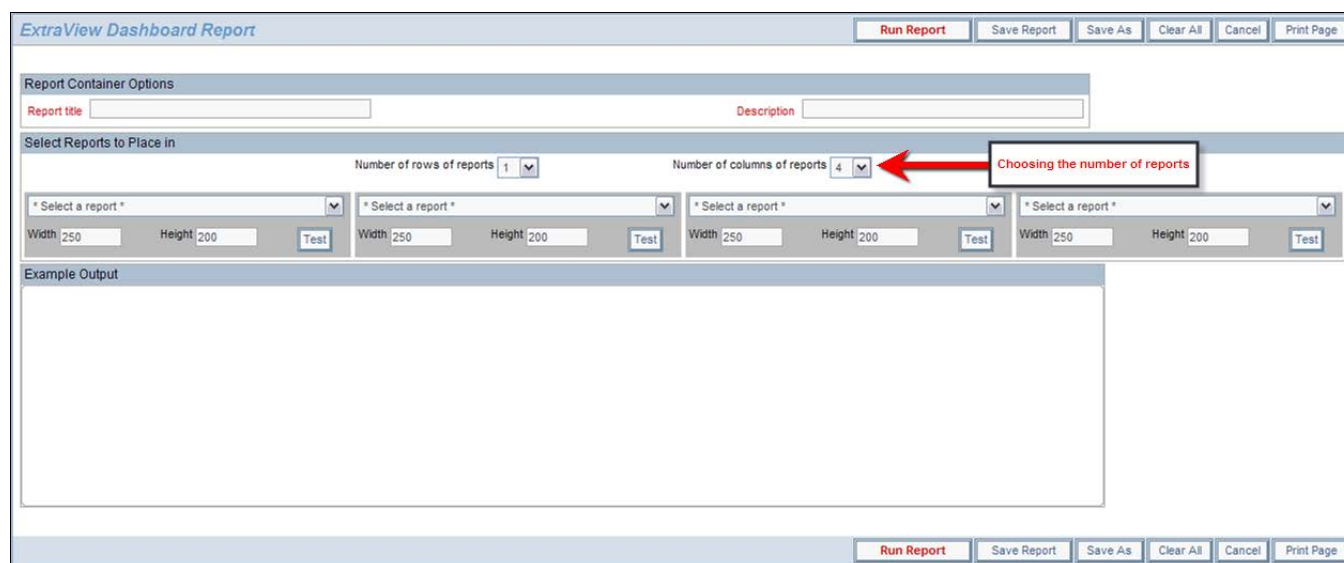 ExtraView Dashboard Report
Run Report Save Report Save As Clear All Cancel Print Page
Report Container Options
Report title Description
Select Reports to Place in
Number of rows of reports 1 Number of columns of reports 4 Choosing the number of reports
* Select a report * * Select a report * * Select a report * * Select a report *
Width 250 Height 200 Test Width 250 Height 200 Test Width 250 Height 200 Test Width 250 Height 200 Test
Example Output
Run Report Save Report Save As Clear All Cancel Print Page